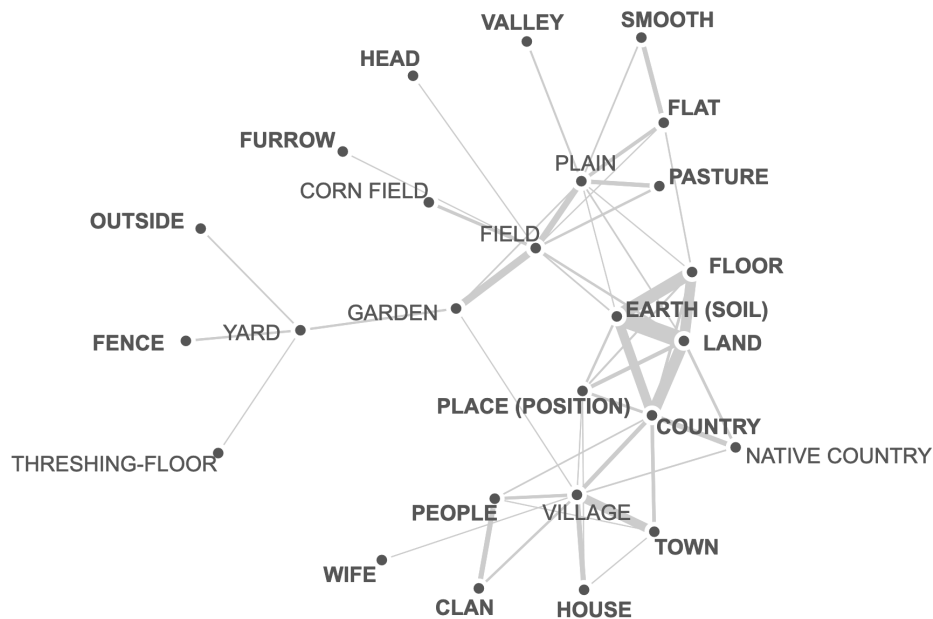 VALLEY
SMOOTH
HEAD
FLAT
FURROW
PLAIN
PASTURE
CORN FIELD
OUTSIDE
FIELD
FLOOR
GARDEN
EARTH (SOIL)
YARD
FENCE
LAND
PLACE (POSITION)
COUNTRY
THRESHING-FLOOR
NATIVE COUNTRY
PEOPLE
VILLAGE
TOWN
WIFE
CLAN
HOUSE